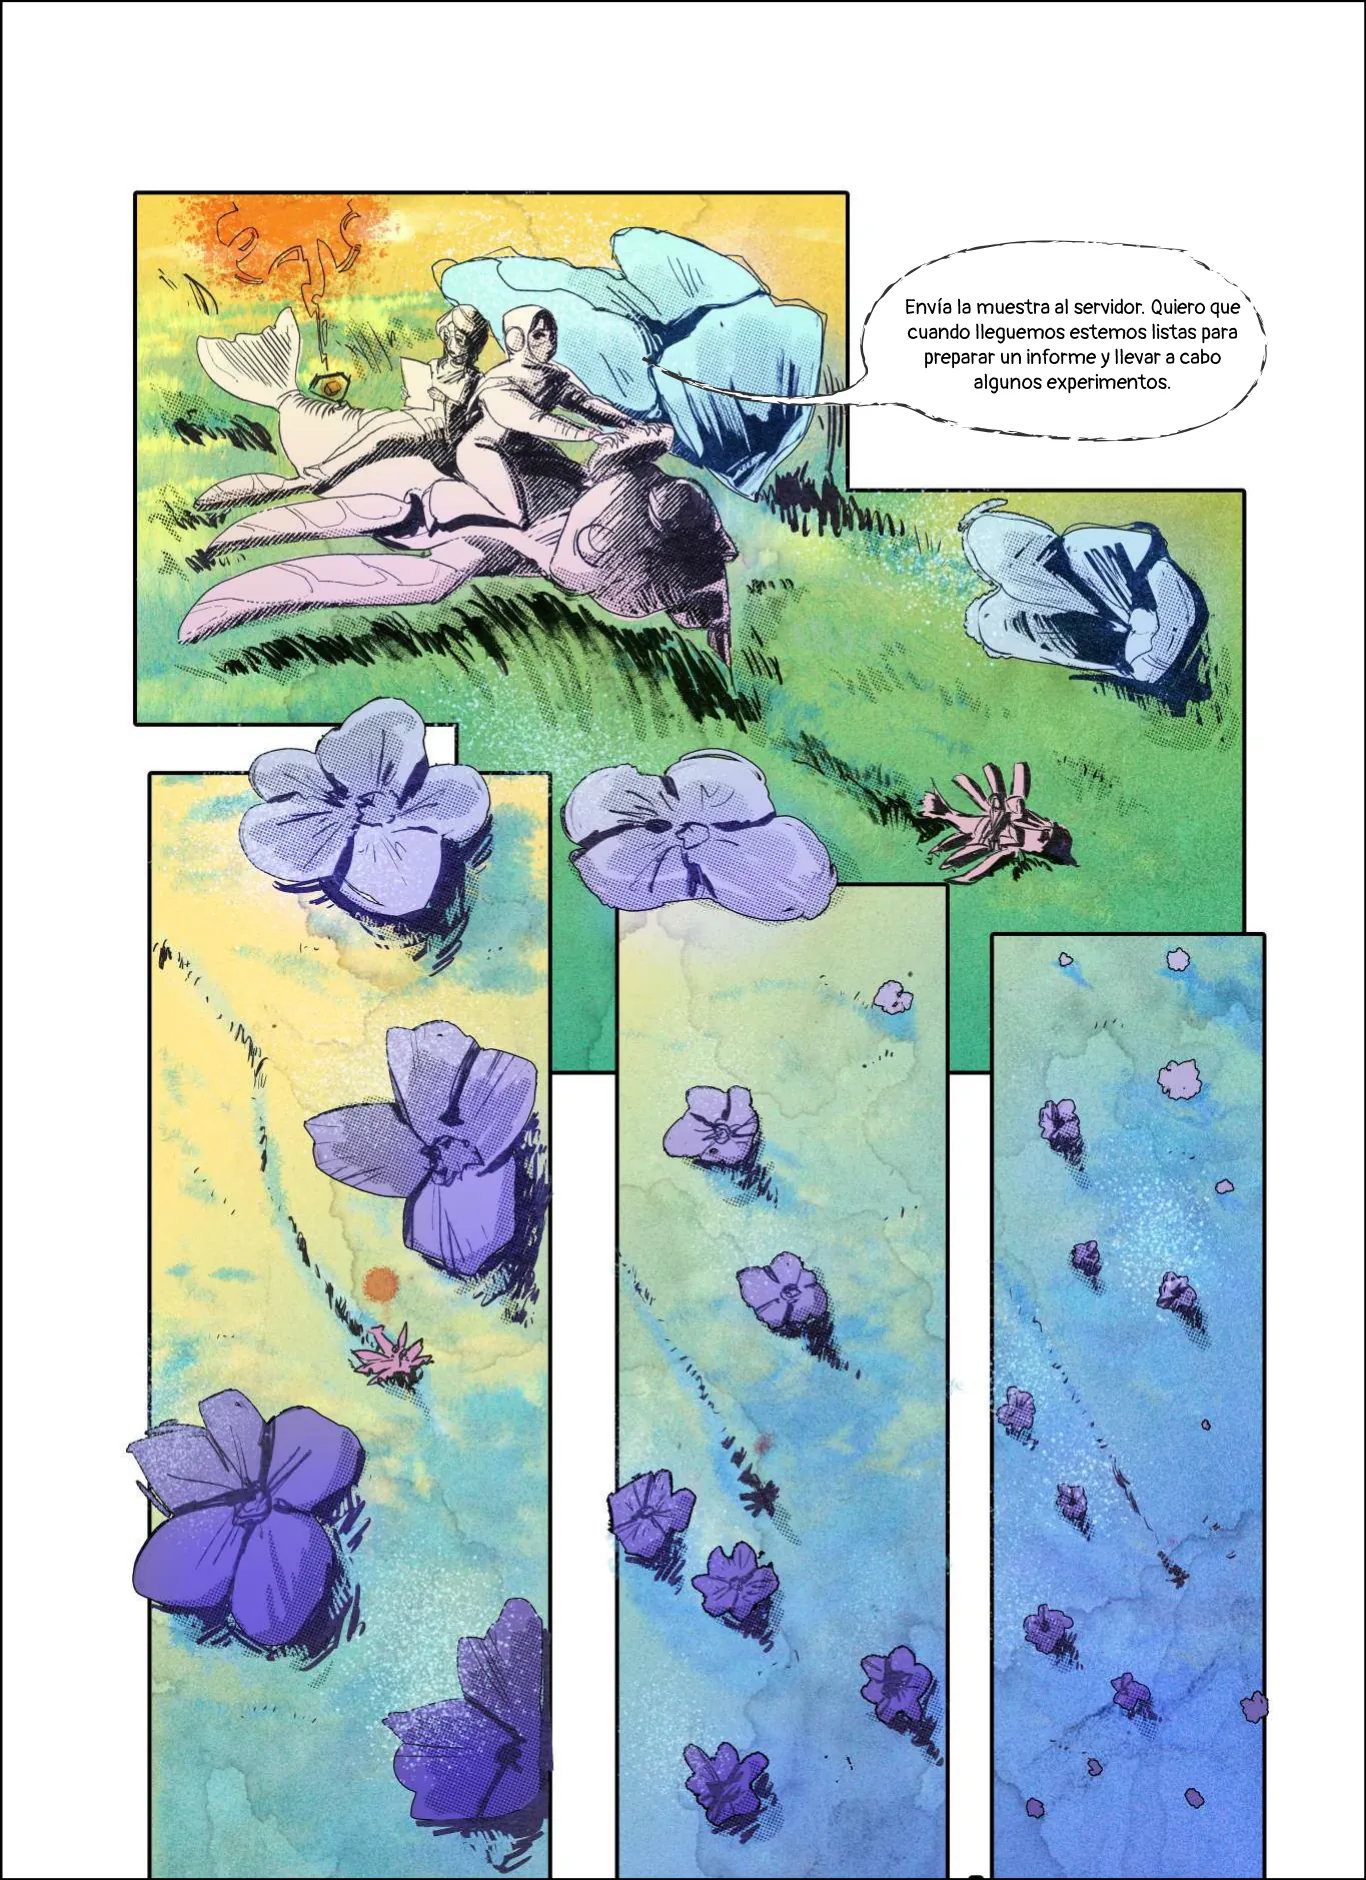 Envía la muestra al servidor. Quiero que
cuando lleguemos estemos listas para
preparar un informe y llevar a cabo
algunos experimentos.